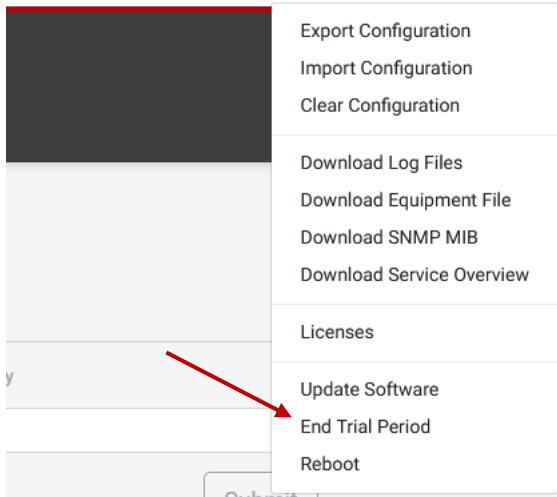 Export Configuration
Import Configuration
Clear Configuration
Download Log Files
Download Equipment File
Download SNMP MIB
Download Service Overview
Licenses
y
Update Software
End Trial Period
Reboot